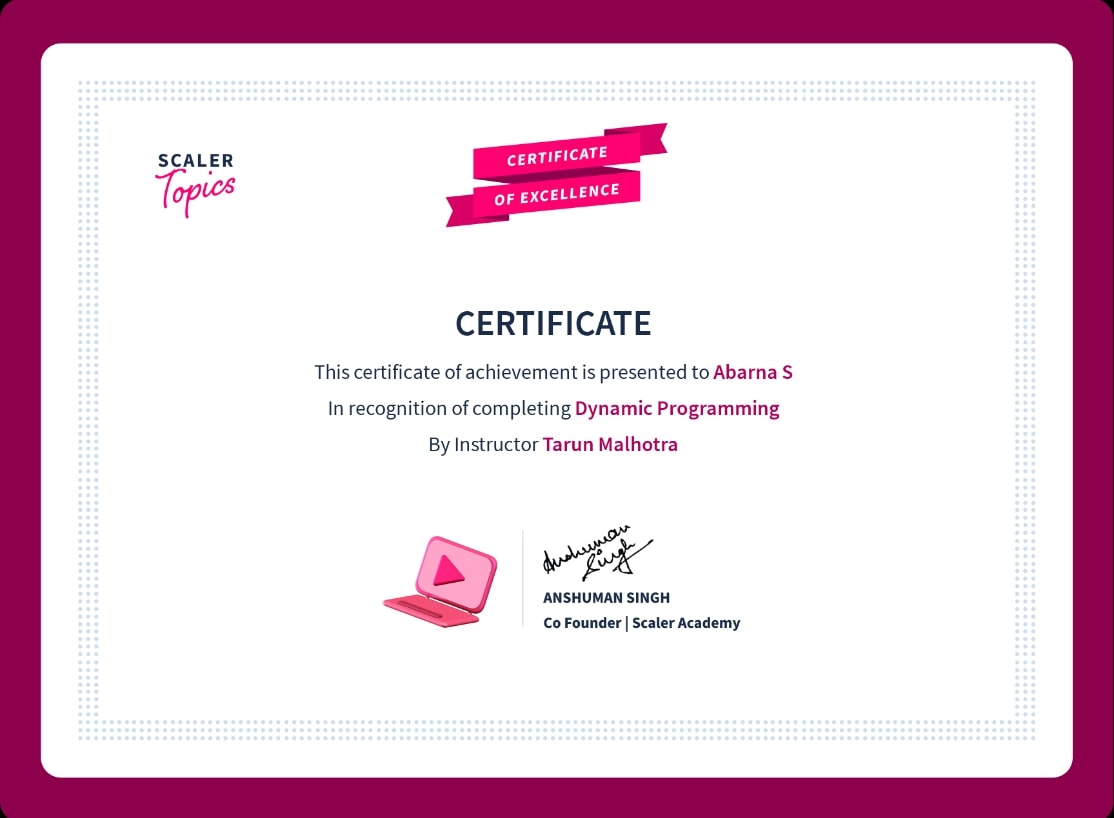 SCALER
Topics
CERTIFICATE
OF EXCELLENCE
CERTIFICATE
This certificate of achievement is presented to Abarna S
In recognition of completing Dynamic Programming
By Instructor Tarun Malhotra
Anshuman
Singh
ANSHUMAN SINGH
Co Founder | Scaler Academy